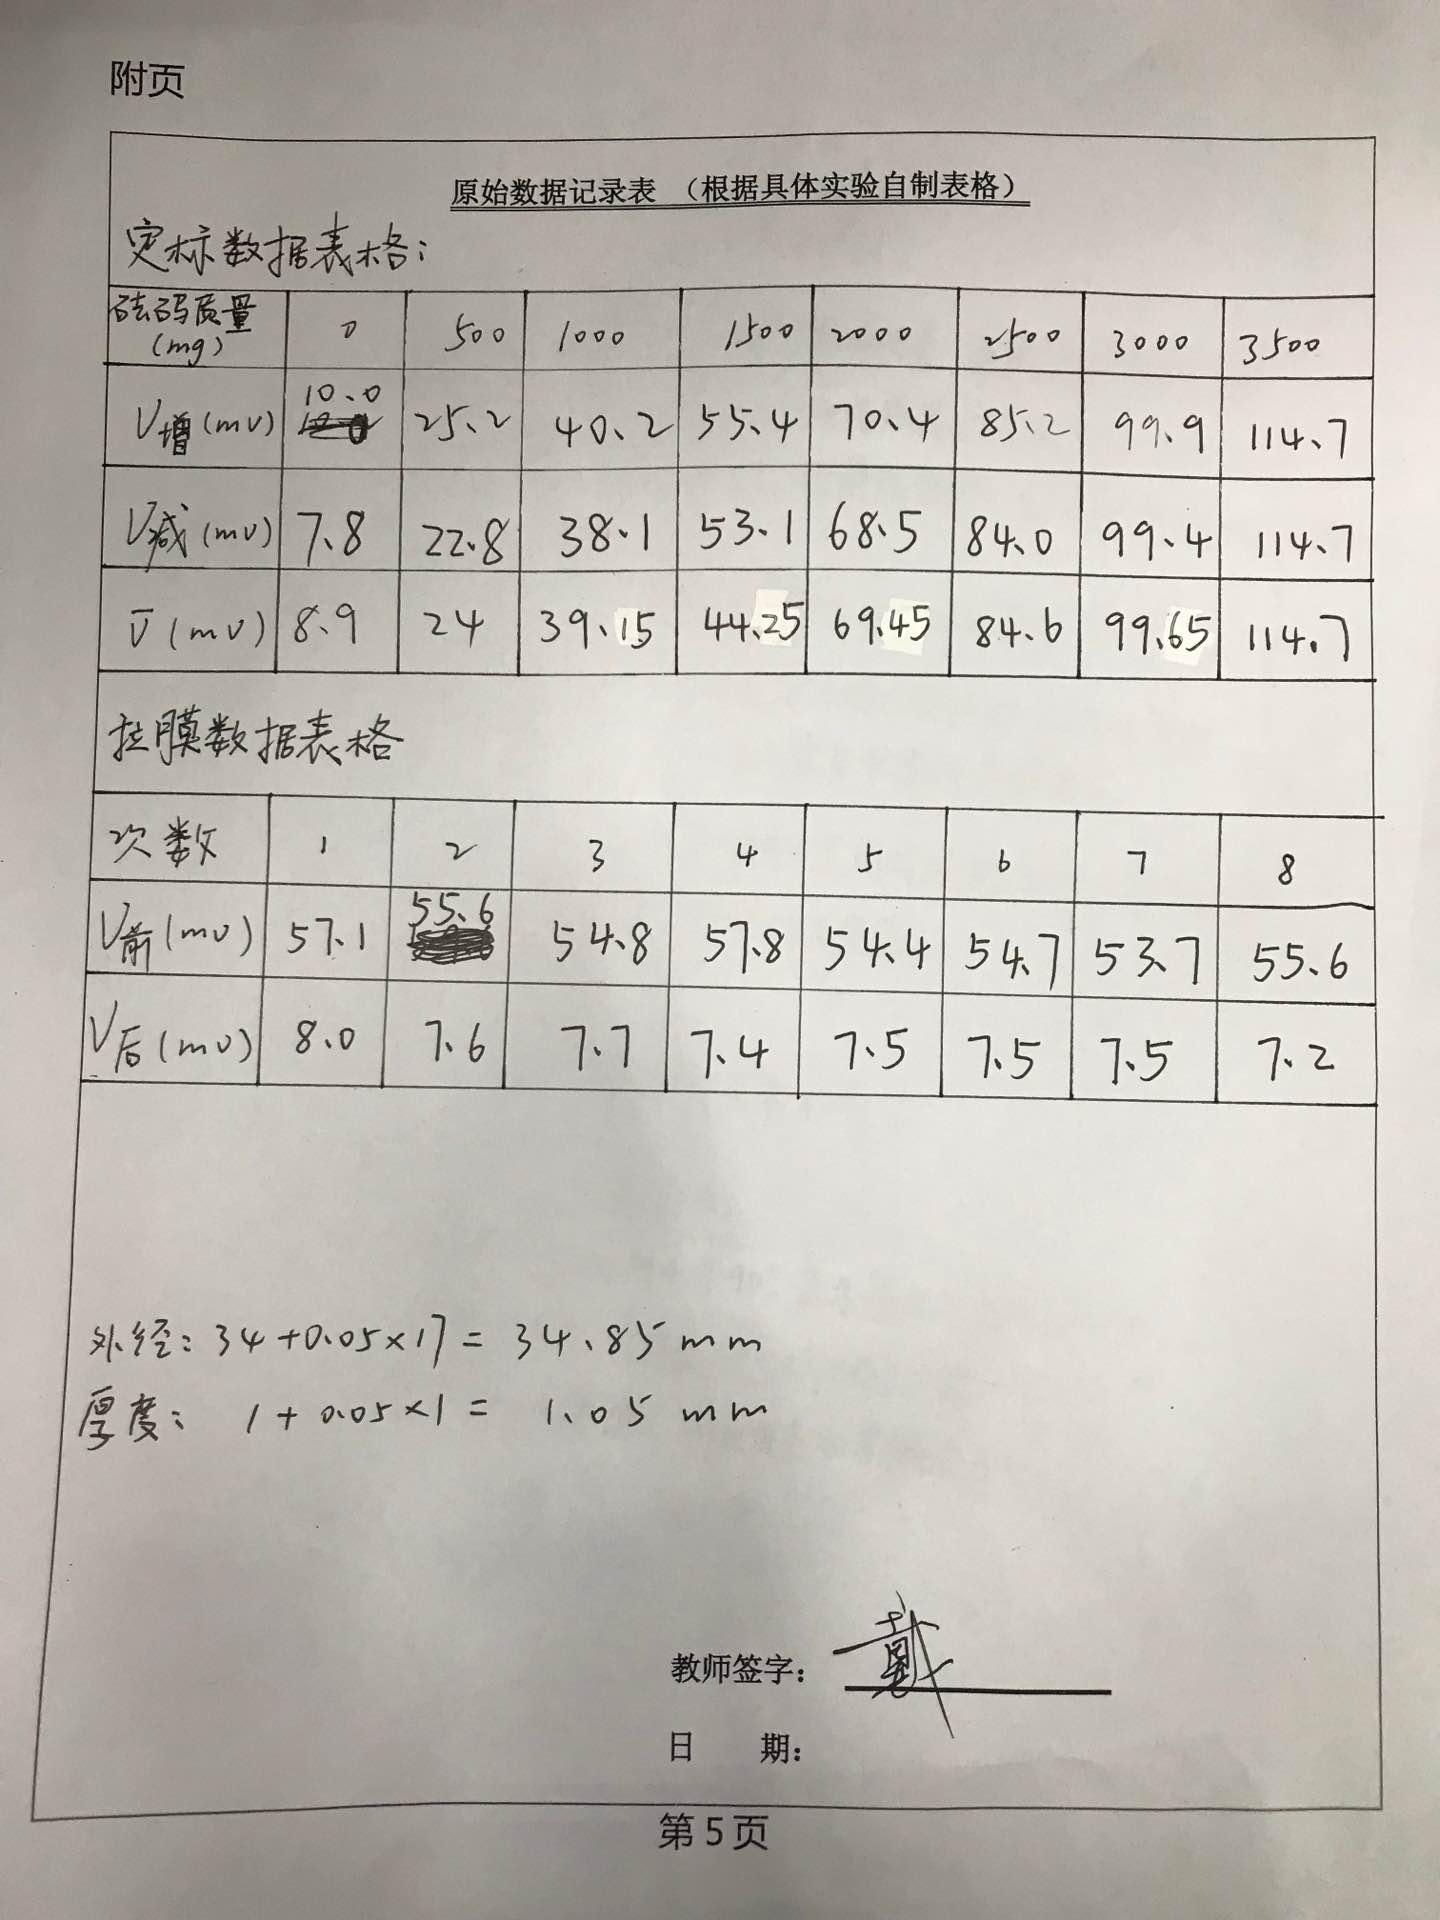 附页
原始数据记录表 （根据具体实验自制表格）
定标数据表格：
砝码质量(mg) 0 500 1000 1500 2000 2500 3000 3500
V增(mv) 10.0 25.2 40.2 55.4 70.4 85.2 99.9 114.7
V减(mv) 7.8 22.8 38.1 53.1 68.5 84.0 99.4 114.7
V̄(mv) 8.9 24 39.15 44.25 69.45 84.6 99.65 114.7
拉膜数据表格
次数 1 2 3 4 5 6 7 8
V前(mv) 57.1 55.6 54.8 57.8 54.4 54.7 53.7 55.6
V后(mv) 8.0 7.6 7.7 7.4 7.5 7.5 7.5 7.2
外径：34+0.05×17= 34.85mm
厚度：1+0.05×1= 1.05 mm
教师签字：戴
日 期：
第 5 页